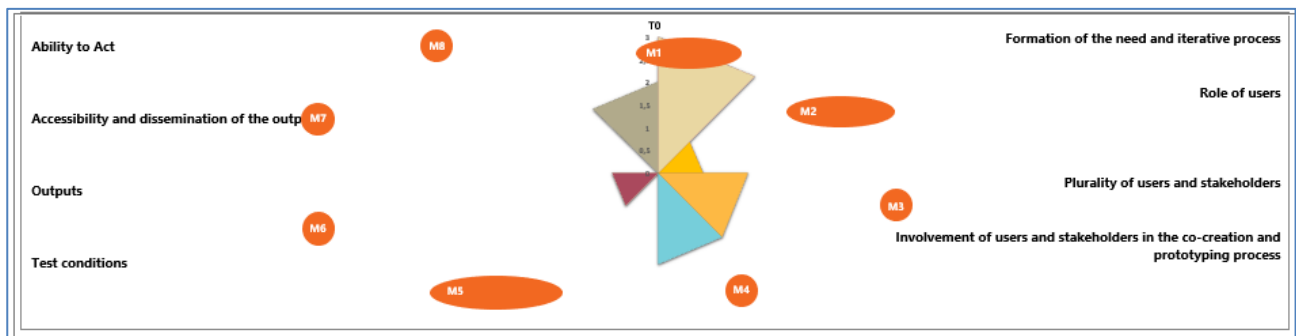 T0
Ability to Act
M8
M1
Formation of the need and iterative process
3
2
1,5
1
0,5
Role of users
M2
Accessibility and dissemination of the outp
M7
Plurality of users and stakeholders
Outputs
M3
M6
Involvement of users and stakeholders in the co-creation and
prototyping process
Test conditions
M5
M4